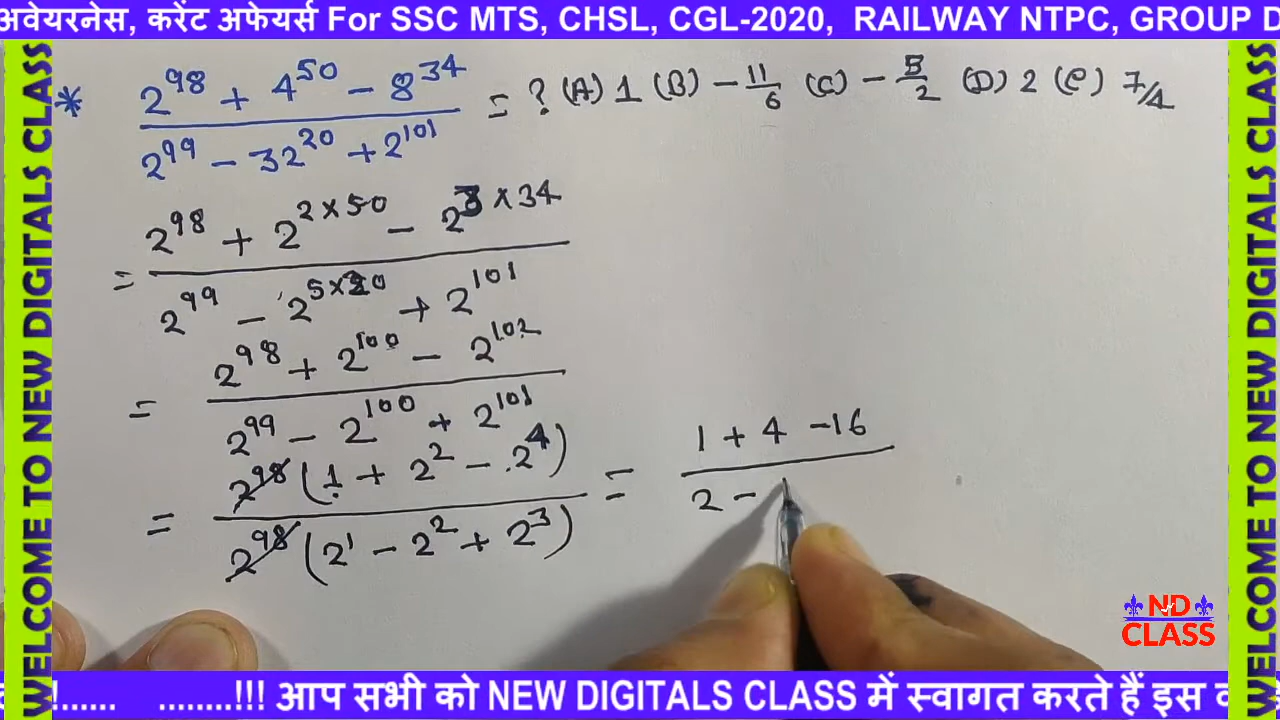 अवेयरनेस, करेंट अफेयर्स For SSC MTS, CHSL, CGL-2020, RAILWAY NTPC, GROUP D
WELCOME TO NEW DIGITALS CLASS
* (2^98 + 4^50 - 8^34) / (2^99 - 32^20 + 2^101) = ? (A) 1 (B) - 11/6 (C) - 5/2 (D) 2 (E) 7/4
= (2^98 + 2^(2×50) - 2^(3×34)) / (2^99 - 2^(5×20) + 2^101)
= (2^98 + 2^100 - 2^102) / (2^99 - 2^100 + 2^101)
= 2^98 (1 + 2^2 - 2^4) / 2^98 (2^1 - 2^2 + 2^3) = (1 + 4 - 16) / (2 -
ND
CLASS
!...... ........!!! आप सभी को NEW DIGITALS CLASS में स्वागत करते हैं इस
WELCOME TO NEW DIGITALS CLASS